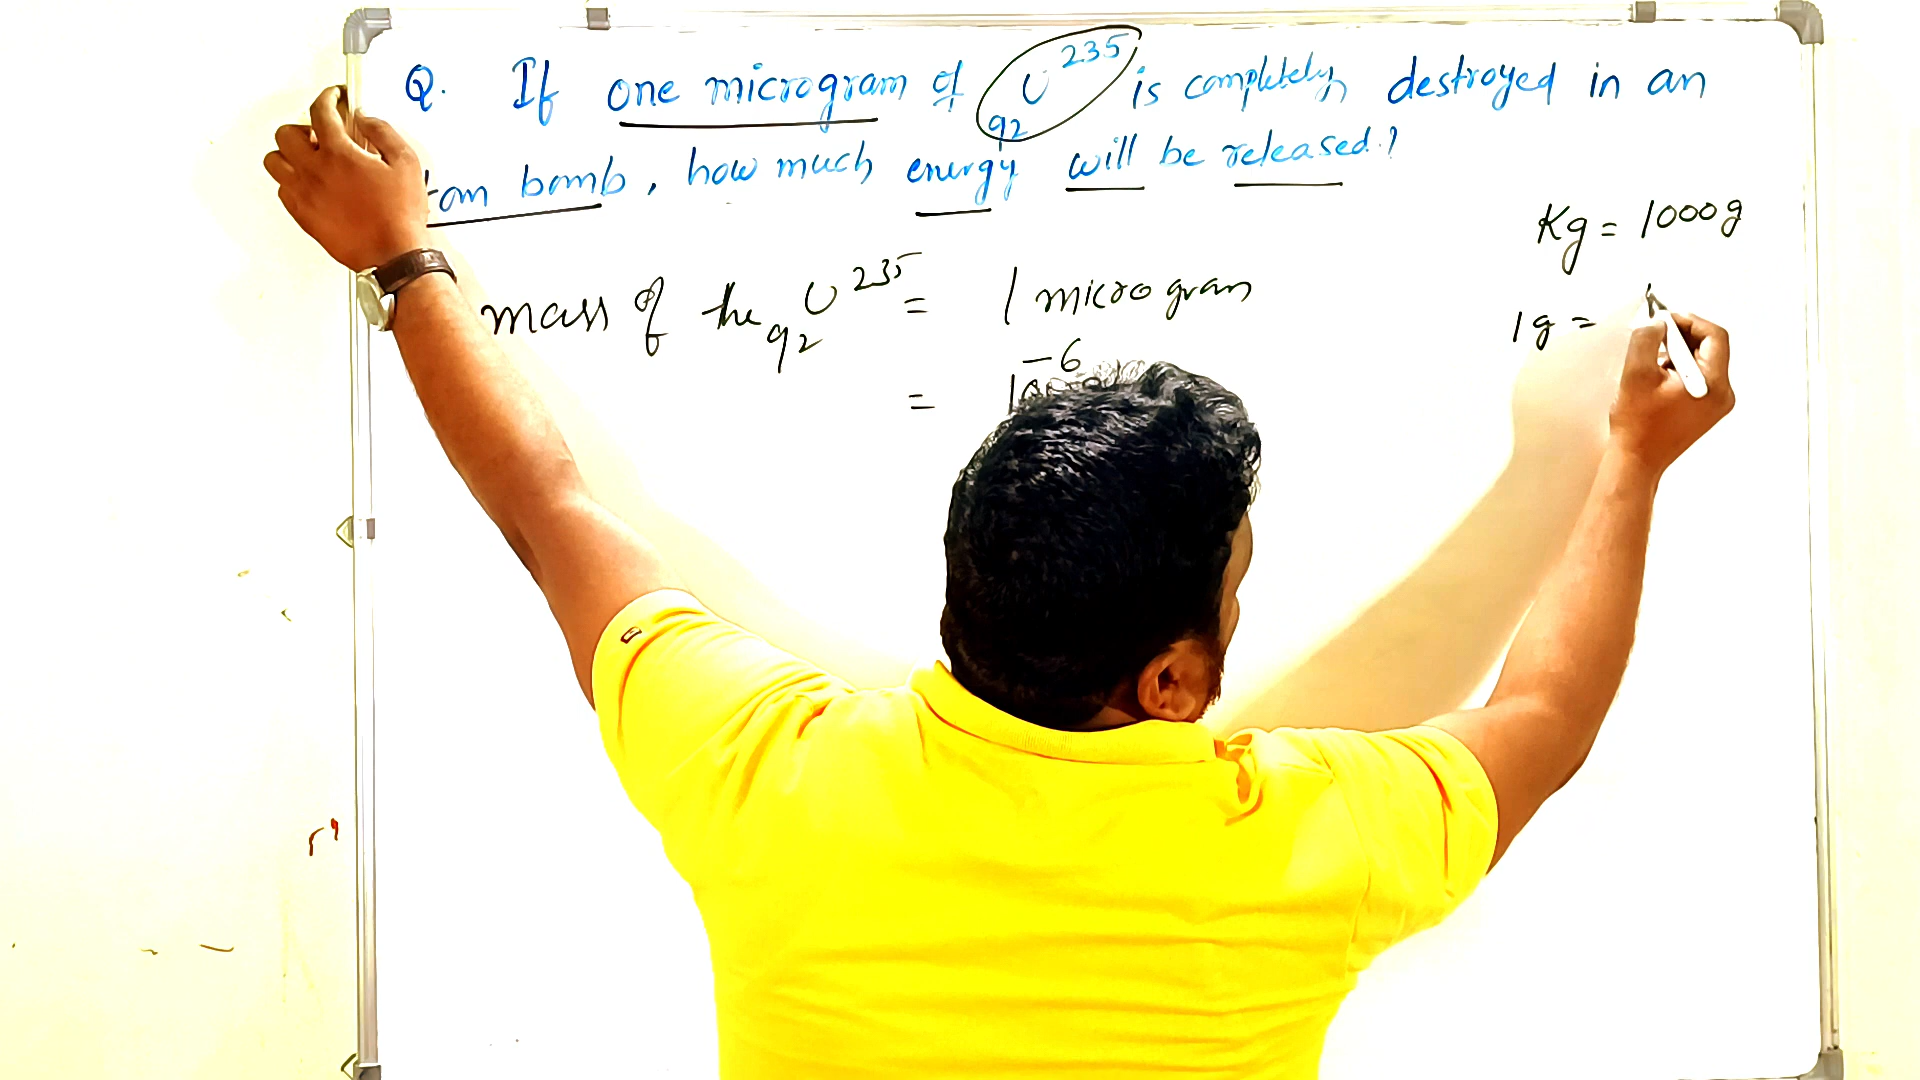 Q. If one microgram of ₉₂U²³⁵ is completely destroyed in an
tom bomb, how much energy will be released?
Kg = 1000g
mass of the ₉₂U²³⁵ = 1 microgram
1g =
= 10⁻⁶